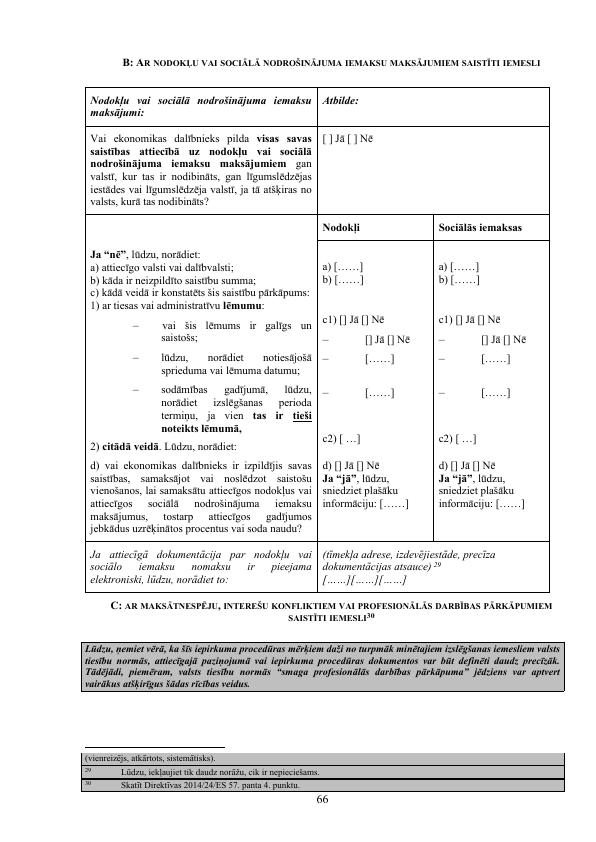 B: AR NODOKĻU VAI SOCIĀLĀ NODROŠINĀJUMA IEMAKSU MAKSĀJUMIEM SAISTĪTI IEMESLI
Nodokļu vai sociālā nodrošinājuma iemaksu
maksājumi:
Atbilde:
Vai ekonomikas dalībnieks pilda visas savas
saistības attiecībā uz nodokļu vai sociālā
nodrošinājuma iemaksu maksājumiem gan
valstī, kur tas ir nodibināts, gan līgumslēdzējas
iestādes vai līgumslēdzēja valstī, ja tā atšķiras no
valsts, kurā tas nodibināts?
[ ] Jā [ ] Nē
Nodokļi
Sociālās iemaksas
Ja “nē”, lūdzu, norādiet:
a) attiecīgo valsti vai dalībvalsti;
b) kāda ir neizpildīto saistību summa;
c) kādā veidā ir konstatēts šis saistību pārkāpums:
1) ar tiesas vai administratīvu lēmumu:
– vai šis lēmums ir galīgs un
saistošs;
– lūdzu, norādiet notiesājošā
sprieduma vai lēmuma datumu;
– sodāmības gadījumā, lūdzu,
norādiet izslēgšanas perioda
termiņu, ja vien tas ir tieši
noteikts lēmumā,
2) citādā veidā. Lūdzu, norādiet:
d) vai ekonomikas dalībnieks ir izpildījis savas
saistības, samaksājot vai noslēdzot saistošu
vienošanos, lai samaksātu attiecīgos nodokļus vai
attiecīgos sociālā nodrošinājuma iemaksu
maksājumus, tostarp attiecīgos gadījumos
jebkādus uzrēķinātos procentus vai soda naudu?
a) [……]
b) [……]
c1) [] Jā [] Nē
– [] Jā [] Nē
– [……]
– [……]
c2) [ …]
d) [] Jā [] Nē
Ja “jā”, lūdzu,
sniedziet plašāku
informāciju: [……]
a) [……]
b) [……]
c1) [] Jā [] Nē
– [] Jā [] Nē
– [……]
– [……]
c2) [ …]
d) [] Jā [] Nē
Ja “jā”, lūdzu,
sniedziet plašāku
informāciju: [……]
Ja attiecīgā dokumentācija par nodokļu vai
sociālo iemaksu nomaksu ir pieejama
elektroniski, lūdzu, norādiet to:
(tīmekļa adrese, izdevējiestāde, precīza
dokumentācijas atsauce) 29
[……][……][……]
C: AR MAKSĀTNESPĒJU, INTEREŠU KONFLIKTIEM VAI PROFESIONĀLĀS DARBĪBAS PĀRKĀPUMIEM
SAISTĪTI IEMESLI30
Lūdzu, ņemiet vērā, ka šīs iepirkuma procedūras mērķiem daži no turpmāk minētajiem izslēgšanas iemesliem valsts
tiesību normās, attiecīgajā paziņojumā vai iepirkuma procedūras dokumentos var būt definēti daudz precīzāk.
Tādējādi, piemēram, valsts tiesību normās “smaga profesionālās darbības pārkāpuma” jēdziens var aptvert
vairākus atšķirīgus šādas rīcības veidus.
(vienreizējs, atkārtots, sistemātisks).
29 Lūdzu, iekļaujiet tik daudz norāžu, cik ir nepieciešams.
30 Skatīt Direktīvas 2014/24/ES 57. panta 4. punktu.
66